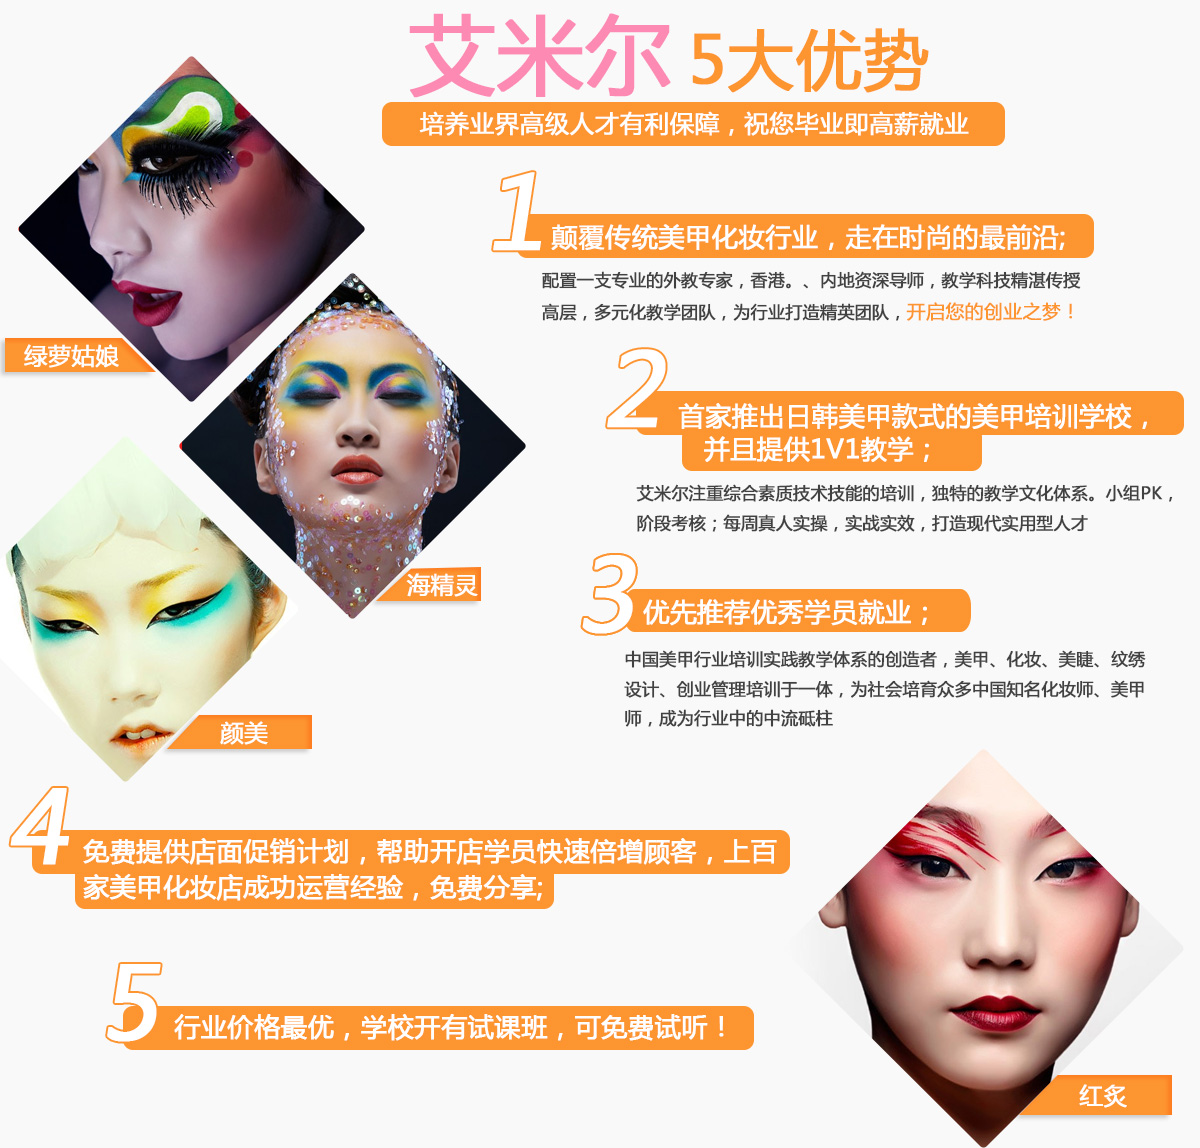 艾米尔 5大优势
培养业界高级人才有利保障，祝您毕业即高薪就业
1 颠覆传统美甲化妆行业，走在时尚的最前沿;
配置一支专业的外教专家，香港。、内地资深导师，教学科技精湛传授
高层，多元化教学团队，为行业打造精英团队，开启您的创业之梦！
绿萝姑娘
2 首家推出日韩美甲款式的美甲培训学校，
并且提供1V1教学；
艾米尔注重综合素质技术技能的培训，独特的教学文化体系。小组PK，
阶段考核；每周真人实操，实战实效，打造现代实用型人才
海精灵
3 优先推荐优秀学员就业；
中国美甲行业培训实践教学体系的创造者，美甲、化妆、美睫、纹绣
设计、创业管理培训于一体，为社会培育众多中国知名化妆师、美甲
师，成为行业中的中流砥柱
颜美
4 免费提供店面促销计划，帮助开店学员快速倍增顾客，上百
家美甲化妆店成功运营经验，免费分享;
5 行业价格最优，学校开有试课班，可免费试听！
红炙